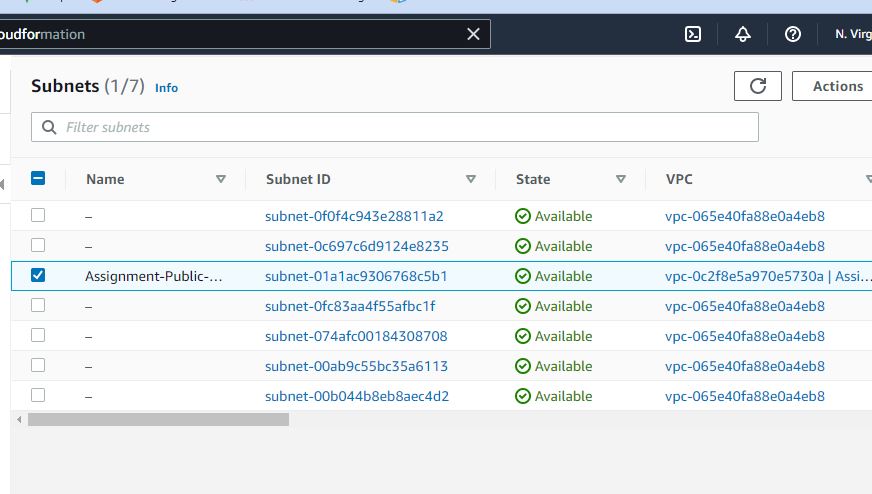 oudformation
N. Virg
Subnets (1/7) Info
Actions
Filter subnets
Name Subnet ID State VPC
– subnet-0f0f4c943e28811a2 Available vpc-065e40fa88e0a4eb8
– subnet-0c697c6d9124e8235 Available vpc-065e40fa88e0a4eb8
Assignment-Public-... subnet-01a1ac9306768c5b1 Available vpc-0c2f8e5a970e5730a | Assi...
– subnet-0fc83aa4f55afbc1f Available vpc-065e40fa88e0a4eb8
– subnet-074afc00184308708 Available vpc-065e40fa88e0a4eb8
– subnet-00ab9c55bc35a6113 Available vpc-065e40fa88e0a4eb8
– subnet-00b044b8eb8aec4d2 Available vpc-065e40fa88e0a4eb8